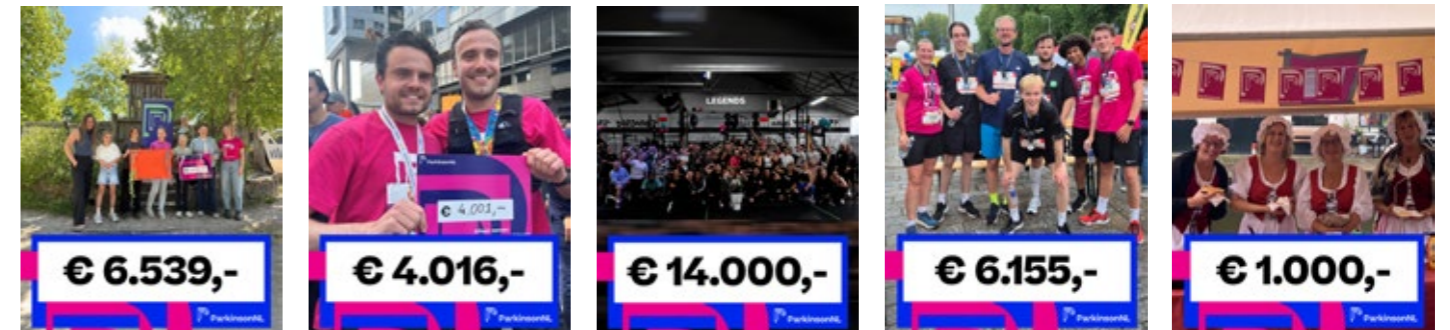 € 6.539,-
ParkinsonNL
ParkinsonNL
€ 4.001,-
€ 4.016,-
LEGENDS
€ 14.000,-
ParkinsonNL
€ 6.155,-
ParkinsonNL
€ 1.000,-
ParkinsonNL